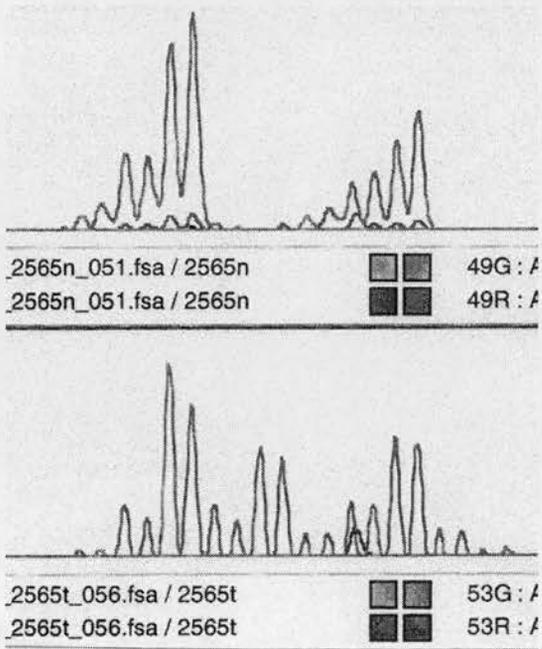 _2565n_051.fsa / 2565n 49G : A
_2565n_051.fsa / 2565n 49R : A
_2565t_056.fsa / 2565t 53G : A
_2565t_056.fsa / 2565t 53R : A